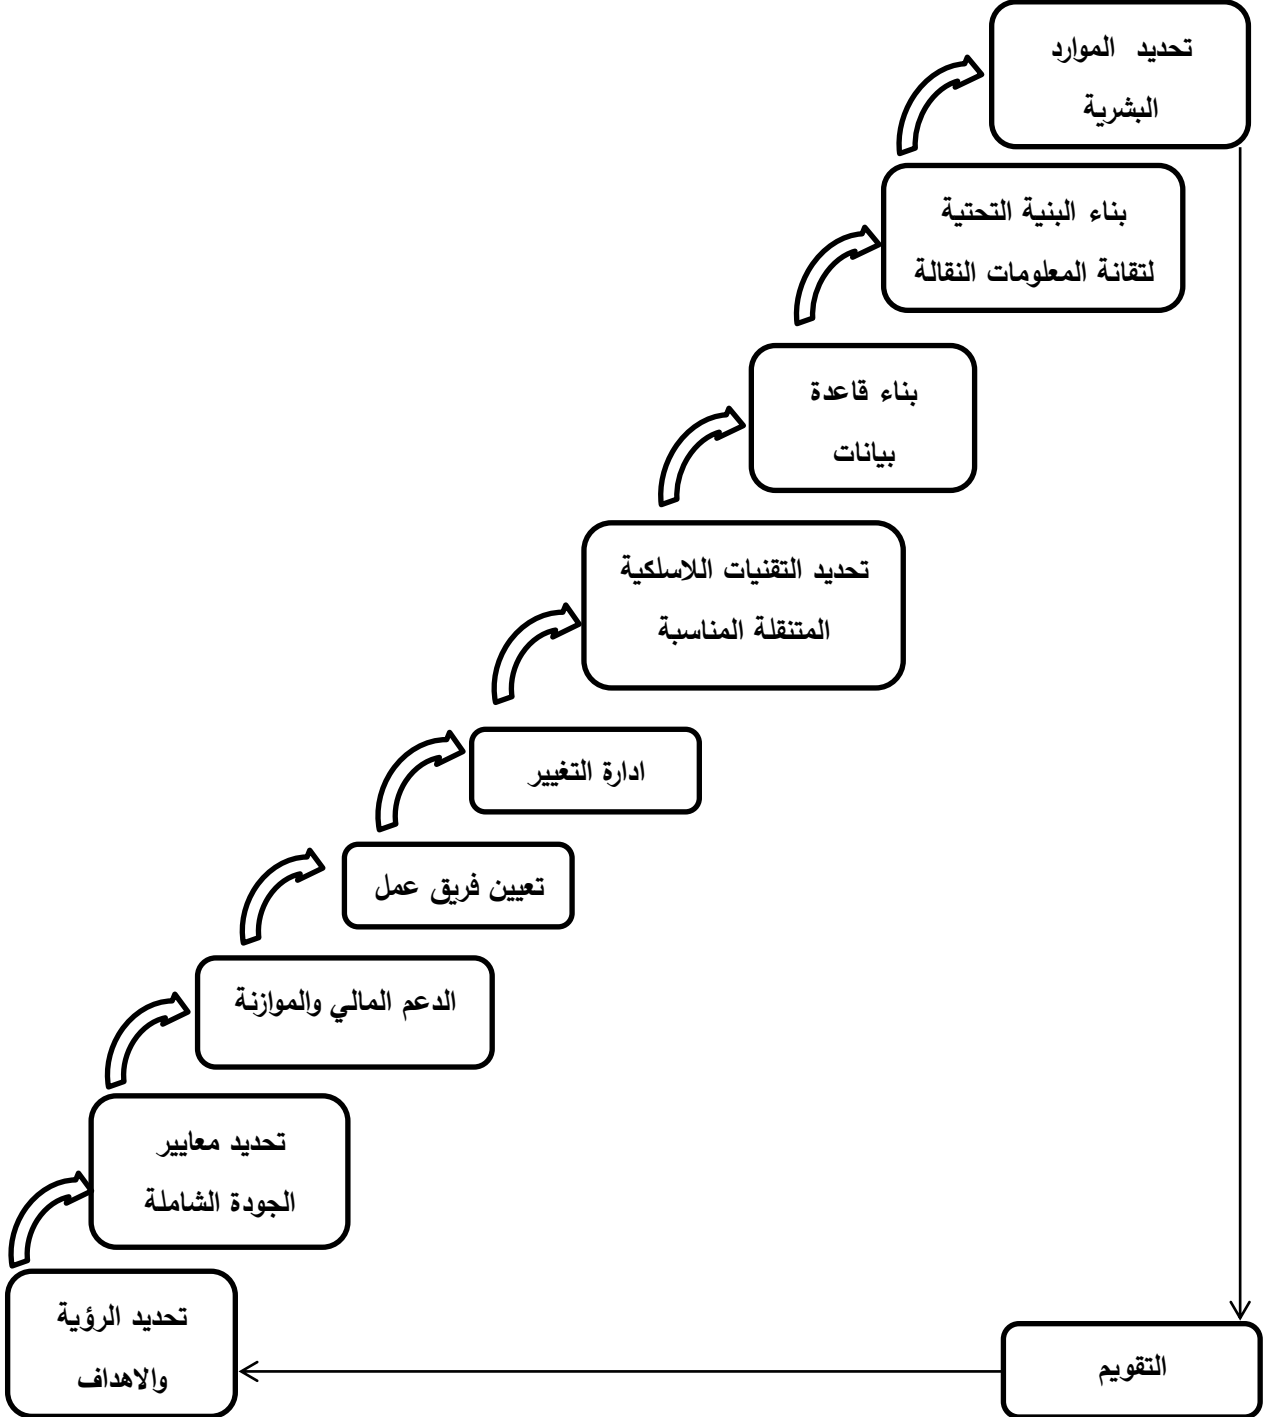 تحديد الموارد
البشرية
بناء البنية التحتية
لتقانة المعلومات النقالة
بناء قاعدة
بيانات
تحديد التقنيات اللاسلكية
المتنقلة المناسبة
ادارة التغيير
تعيين فريق عمل
الدعم المالي والموازنة
تحديد معايير
الجودة الشاملة
تحديد الرؤية
والاهداف
التقويم